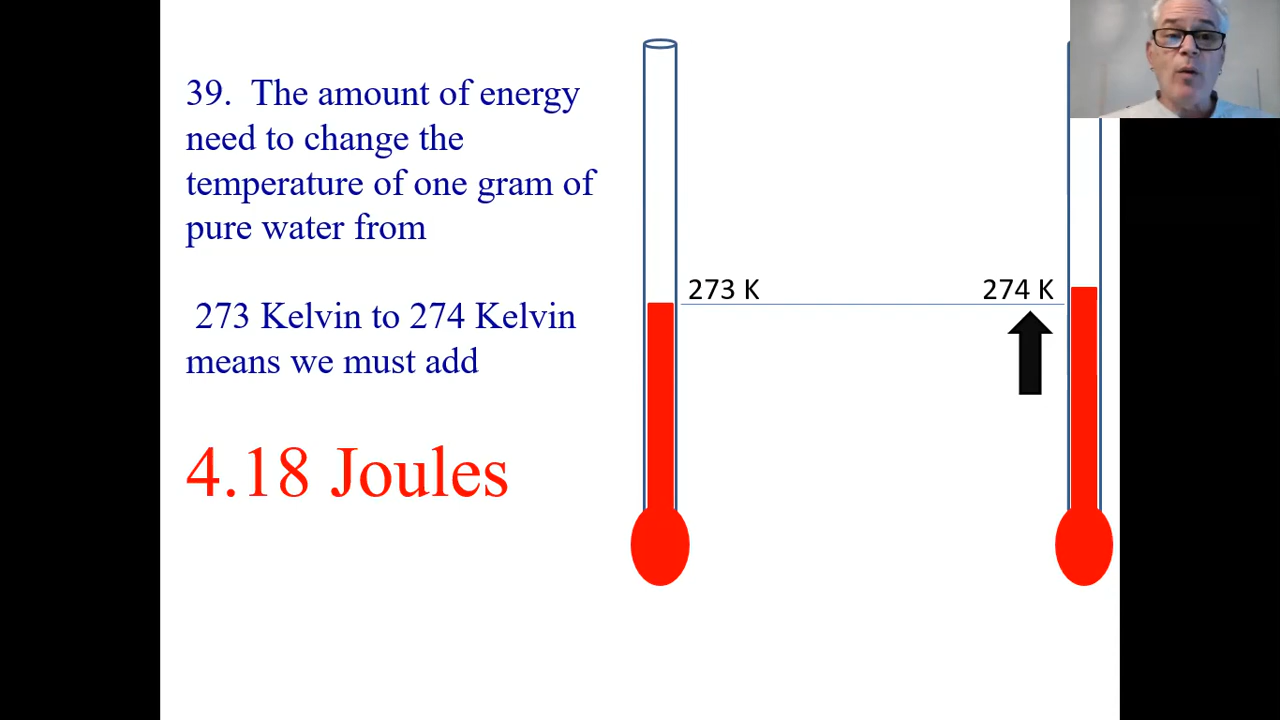 39.  The amount of energy
need to change the
temperature of one gram of
pure water from
273 Kelvin to 274 Kelvin
means we must add
4.18 Joules
273 K
274 K